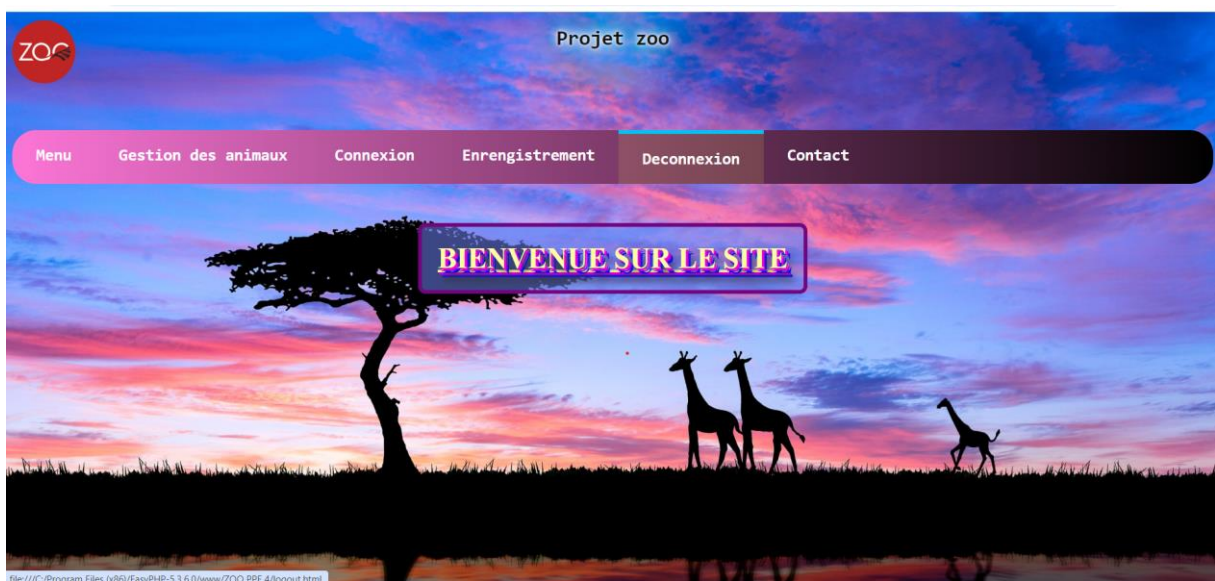 ZOO
Projet zoo
Menu Gestion des animaux Connexion Enrengistrement Deconnexion Contact
BIENVENUE SUR LE SITE
file:///C:/Program Files (x86)/EasyPHP-5.3.6.0/www/ZOO PPE 4/logout.html